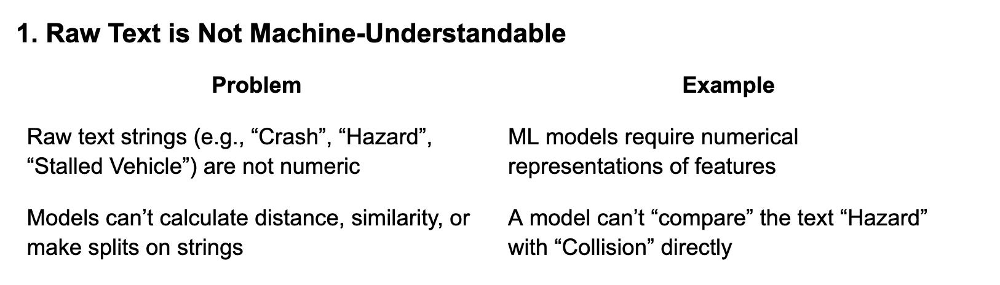 1. Raw Text is Not Machine-Understandable
Problem
Example
Raw text strings (e.g., “Crash”, “Hazard”,
“Stalled Vehicle”) are not numeric
ML models require numerical
representations of features
Models can’t calculate distance, similarity, or
make splits on strings
A model can’t “compare” the text “Hazard”
with “Collision” directly